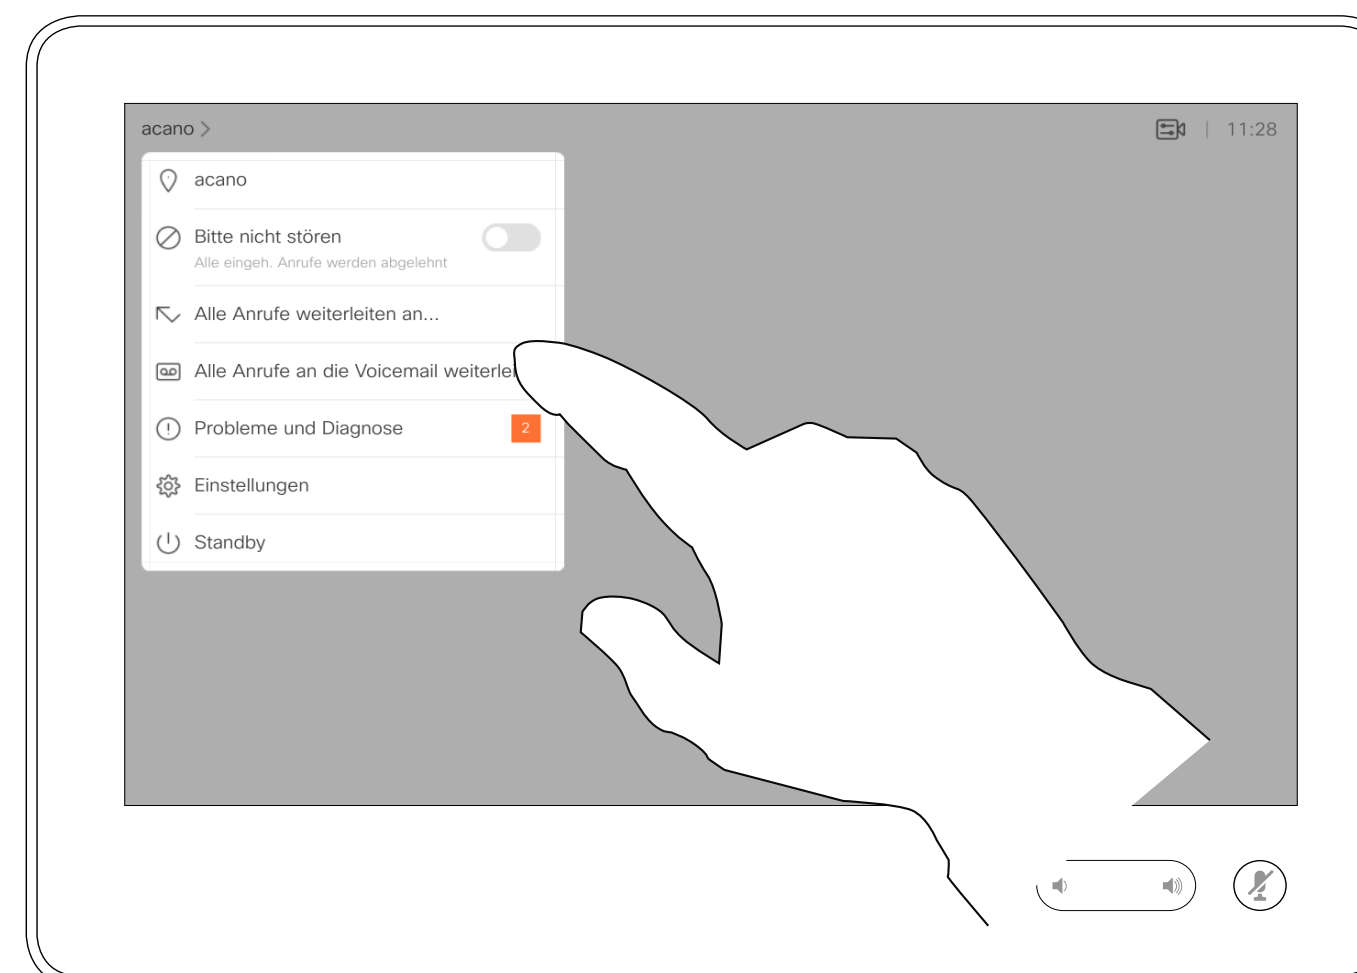 acano
11:28
acano
Bitte nicht stören
Alle eingeh. Anrufe werden abgelehnt
Alle Anrufe weiterleiten an...
Alle Anrufe an die Voicemail
Probleme und Diagnose
2
Einstellungen
Standby